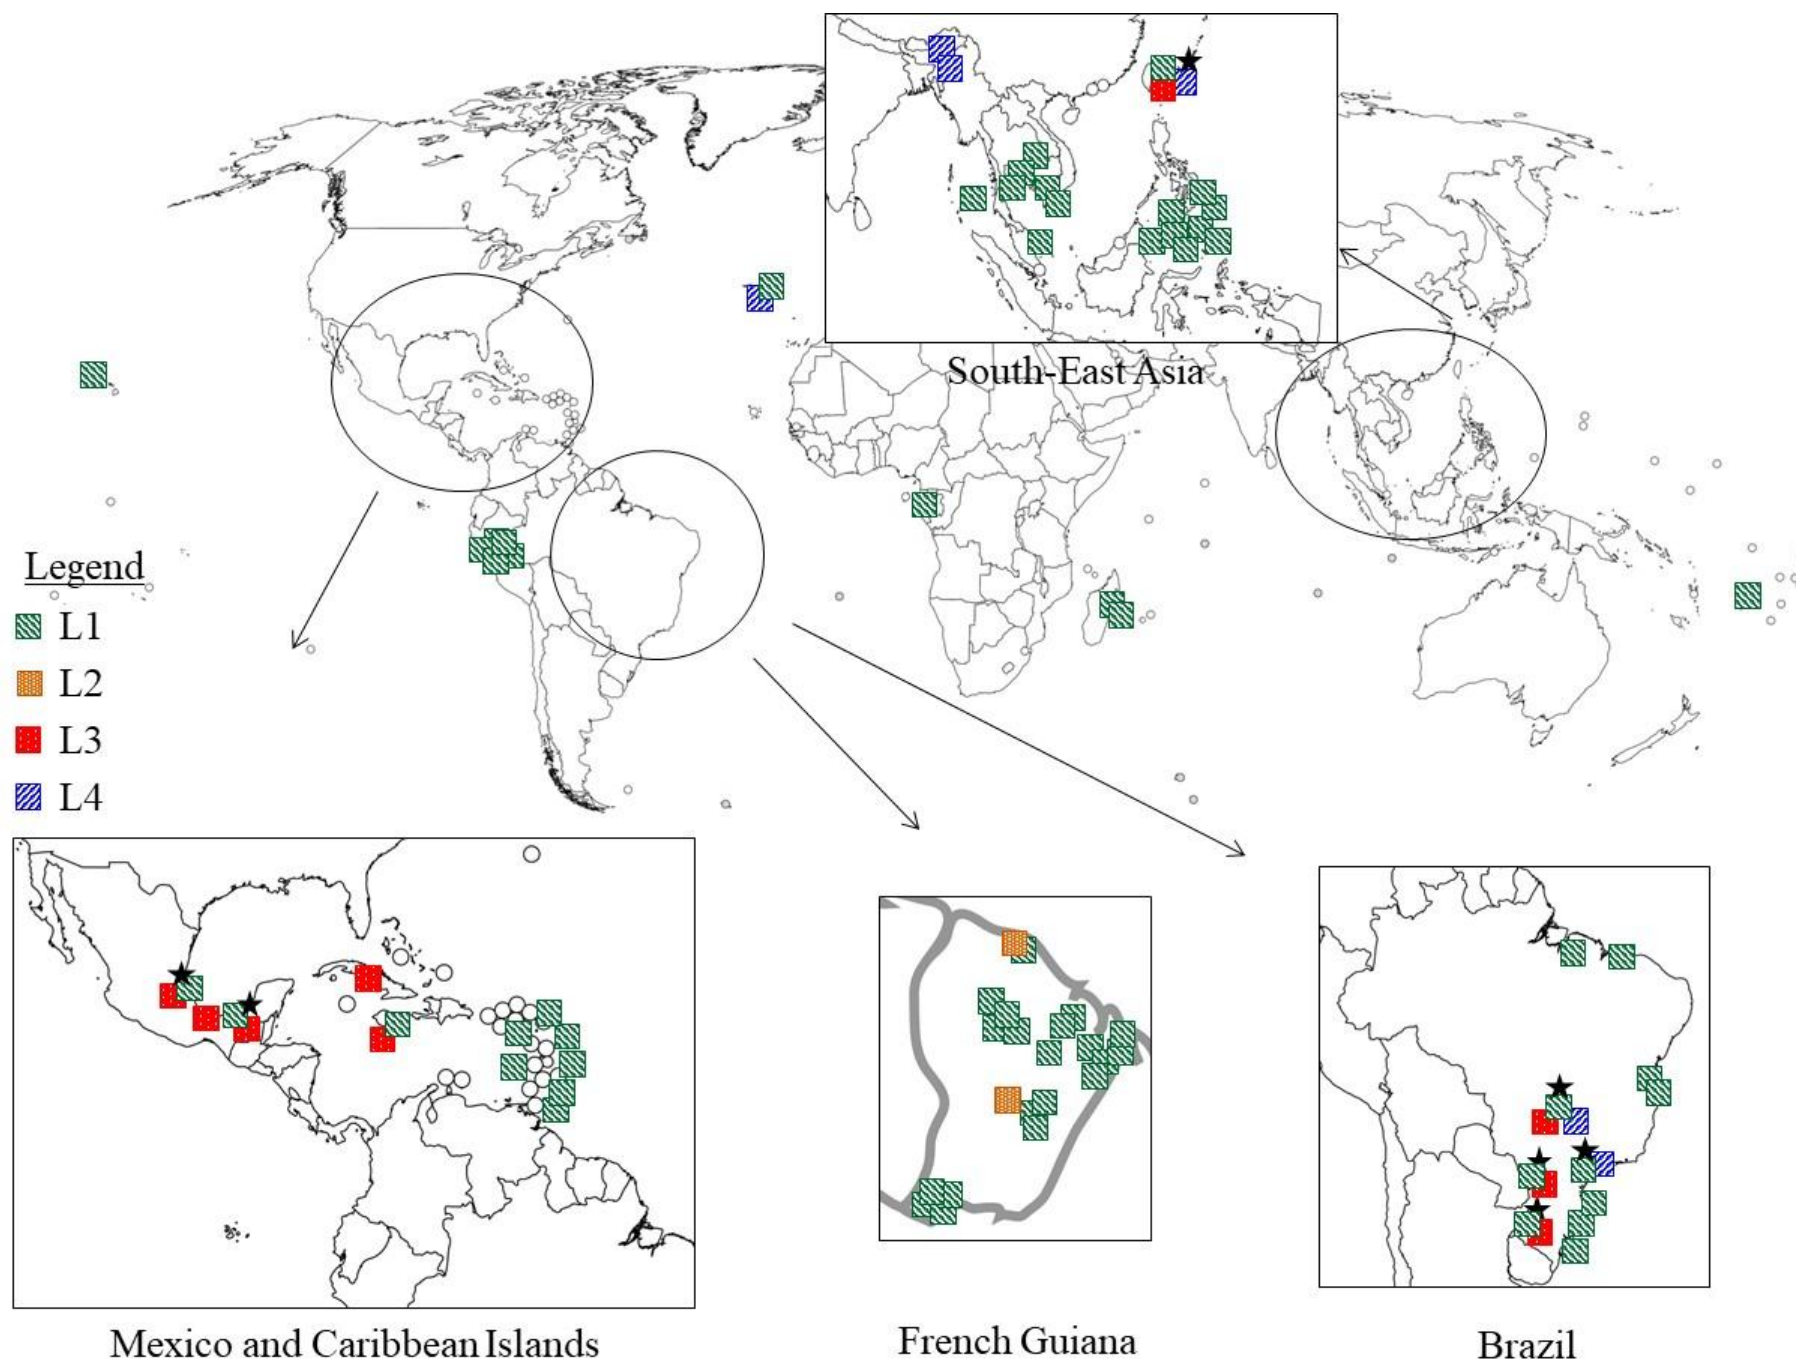 South-East Asia
Legend
L1
L2
L3
L4
Mexico and Caribbean Islands
French Guiana
Brazil